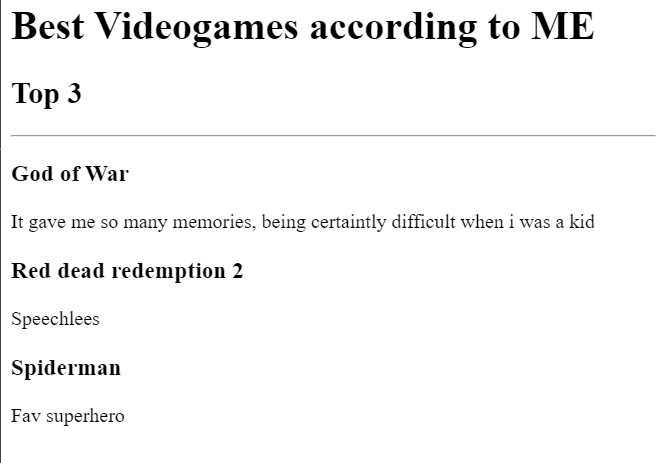 Best Videogames according to ME
Top 3
God of War
It gave me so many memories, being certaintly difficult when i was a kid
Red dead redemption 2
Speechlees
Spiderman
Fav superhero